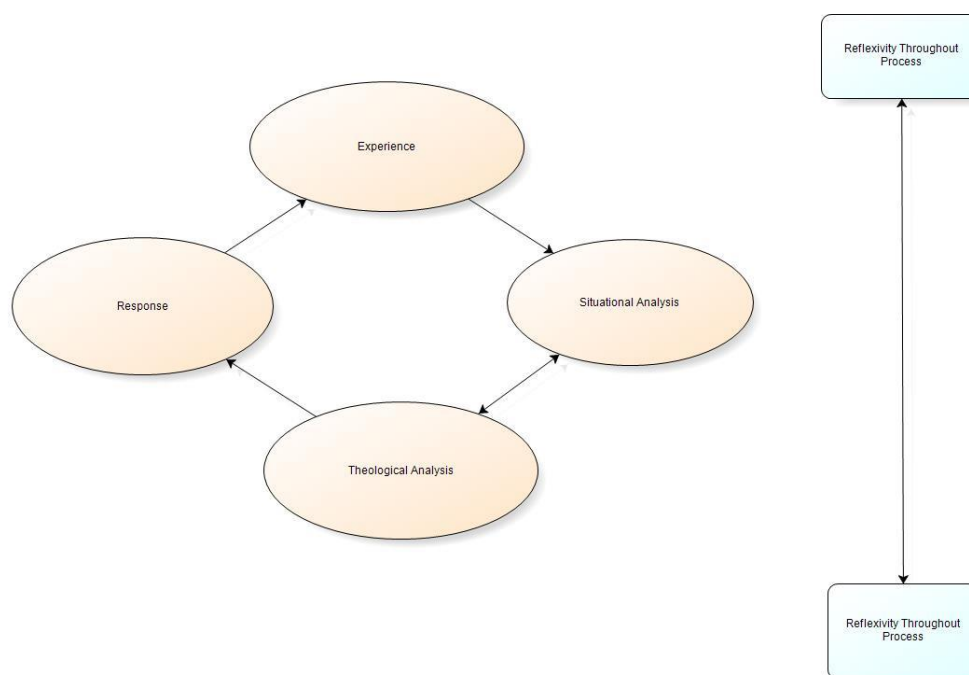 Reflexivity Throughout
Process
Experience
Situational Analysis
Response
Theological Analysis
Reflexivity Throughout
Process